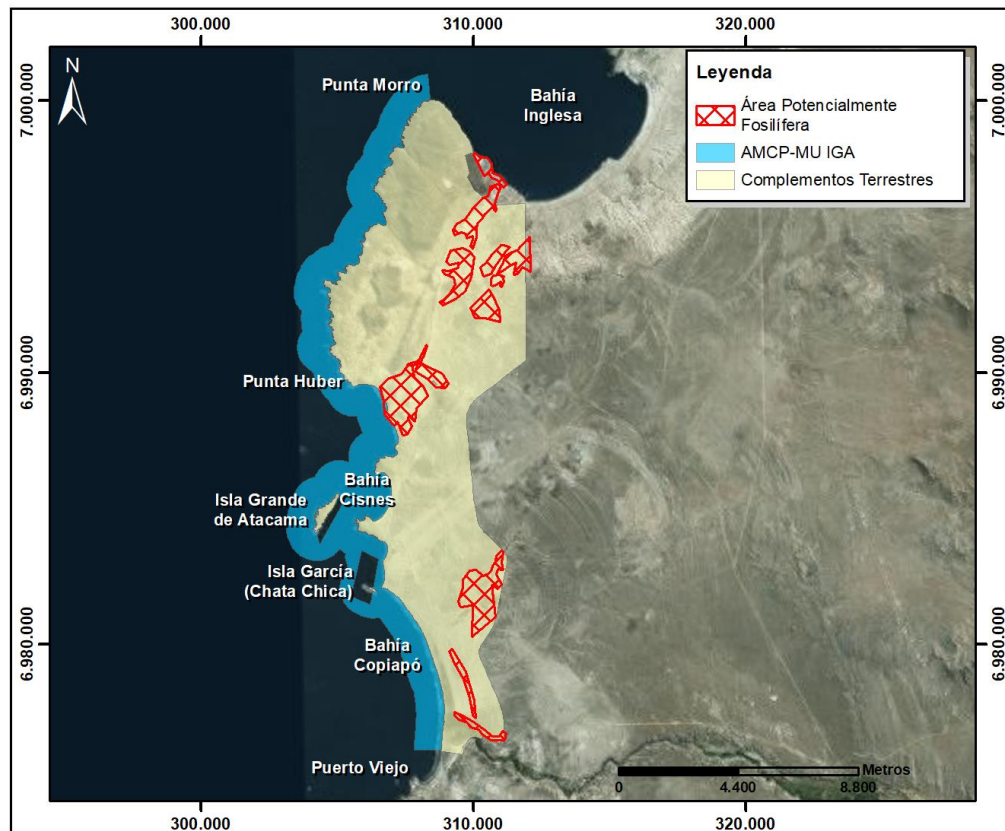 300.000
310.000
320.000
N
Punta Morro
Bahía
Inglesa
Leyenda
Área Potencialmente
Fosilífera
AMCP-MU IGA
Complementos Terrestres
7.000.000
7.000.000
Punta Huber
6.990.000
6.990.000
Bahía
Cisnes
Isla Grande
de Atacama
Isla García
(Chata Chica)
Bahía
Copiapó
6.980.000
6.980.000
Puerto Viejo
Metros
0
4.400
8.800
300.000
310.000
320.000